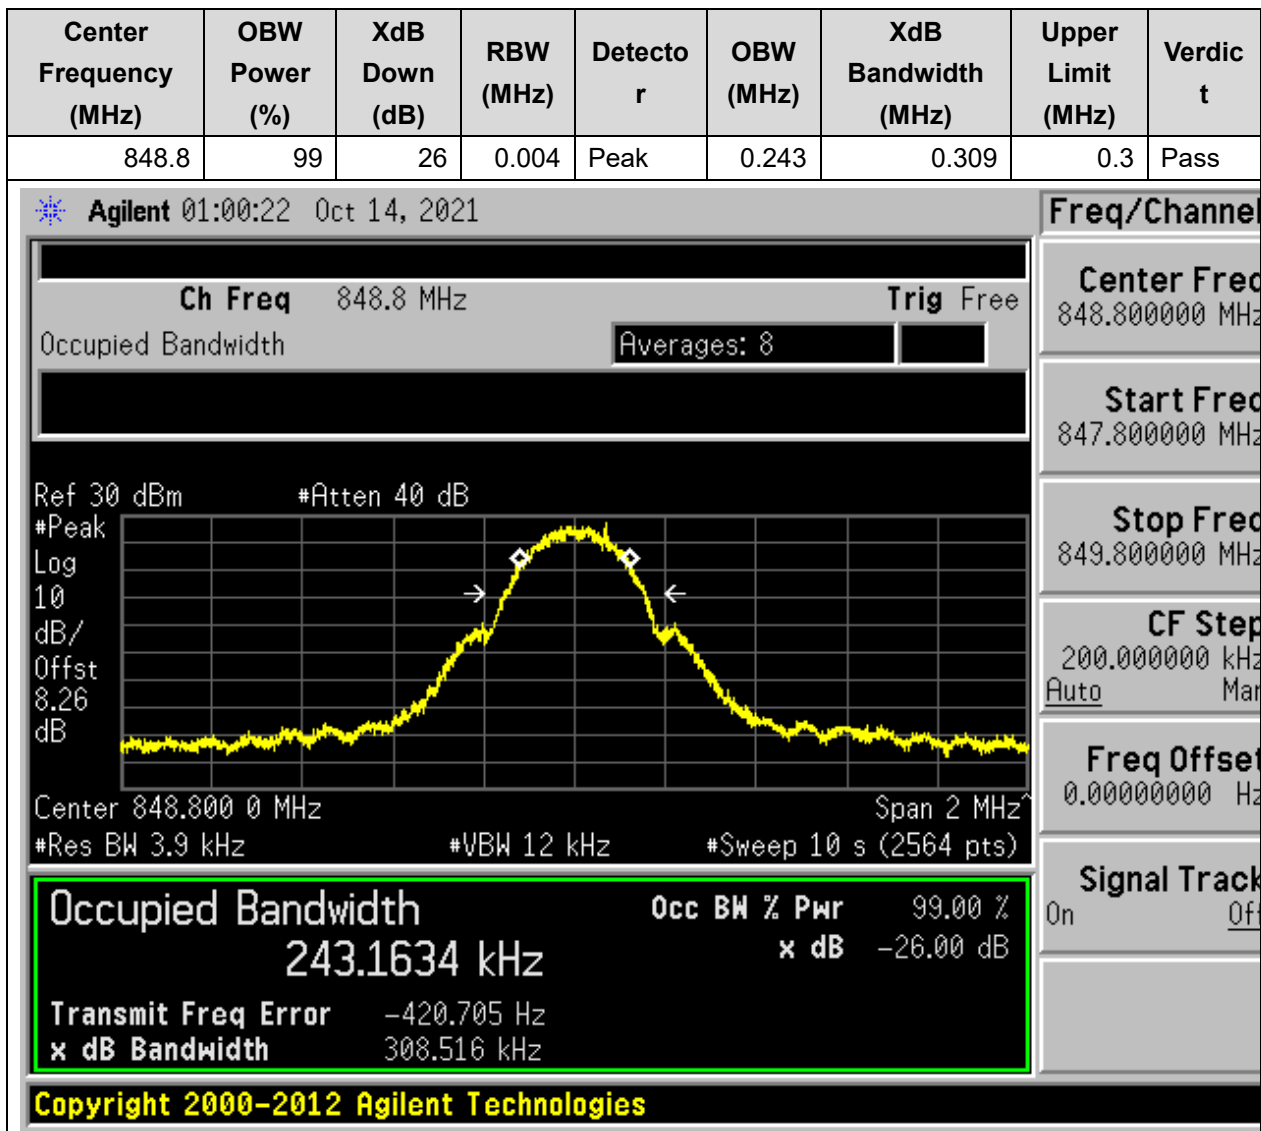 Center Frequency (MHz) OBW Power (%) XdB Down (dB) RBW (MHz) Detector OBW (MHz) XdB Bandwidth (MHz) Upper Limit (MHz) Verdict
848.8 99 26 0.004 Peak 0.243 0.309 0.3 Pass
Agilent 01:00:22 Oct 14, 2021
Freq/Channel
Ch Freq 848.8 MHz Trig Free
Occupied Bandwidth Averages: 8
Center Freq
848.800000 MHz
Start Freq
847.800000 MHz
Stop Freq
849.800000 MHz
CF Step
200.000000 kHz
Auto Man
Freq Offset
0.00000000 Hz
Signal Track
On Off
Ref 30 dBm #Atten 40 dB
#Peak
Log
10
dB/
Offst
8.26
dB
Center 848.800 0 MHz Span 2 MHz^
#Res BW 3.9 kHz #VBW 12 kHz #Sweep 10 s (2564 pts)
Occupied Bandwidth
243.1634 kHz
Occ BW % Pwr 99.00 %
x dB -26.00 dB
Transmit Freq Error -420.705 Hz
x dB Bandwidth 308.516 kHz
Copyright 2000-2012 Agilent Technologies